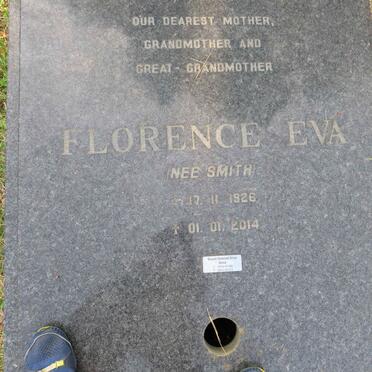 OUR DEAREST MOTHER,
GRANDMOTHER AND
GREAT-GRANDMOTHER
FLORENCE EVA
(NEE SMITH)
17. 11. 1926
† 01. 01. 2014